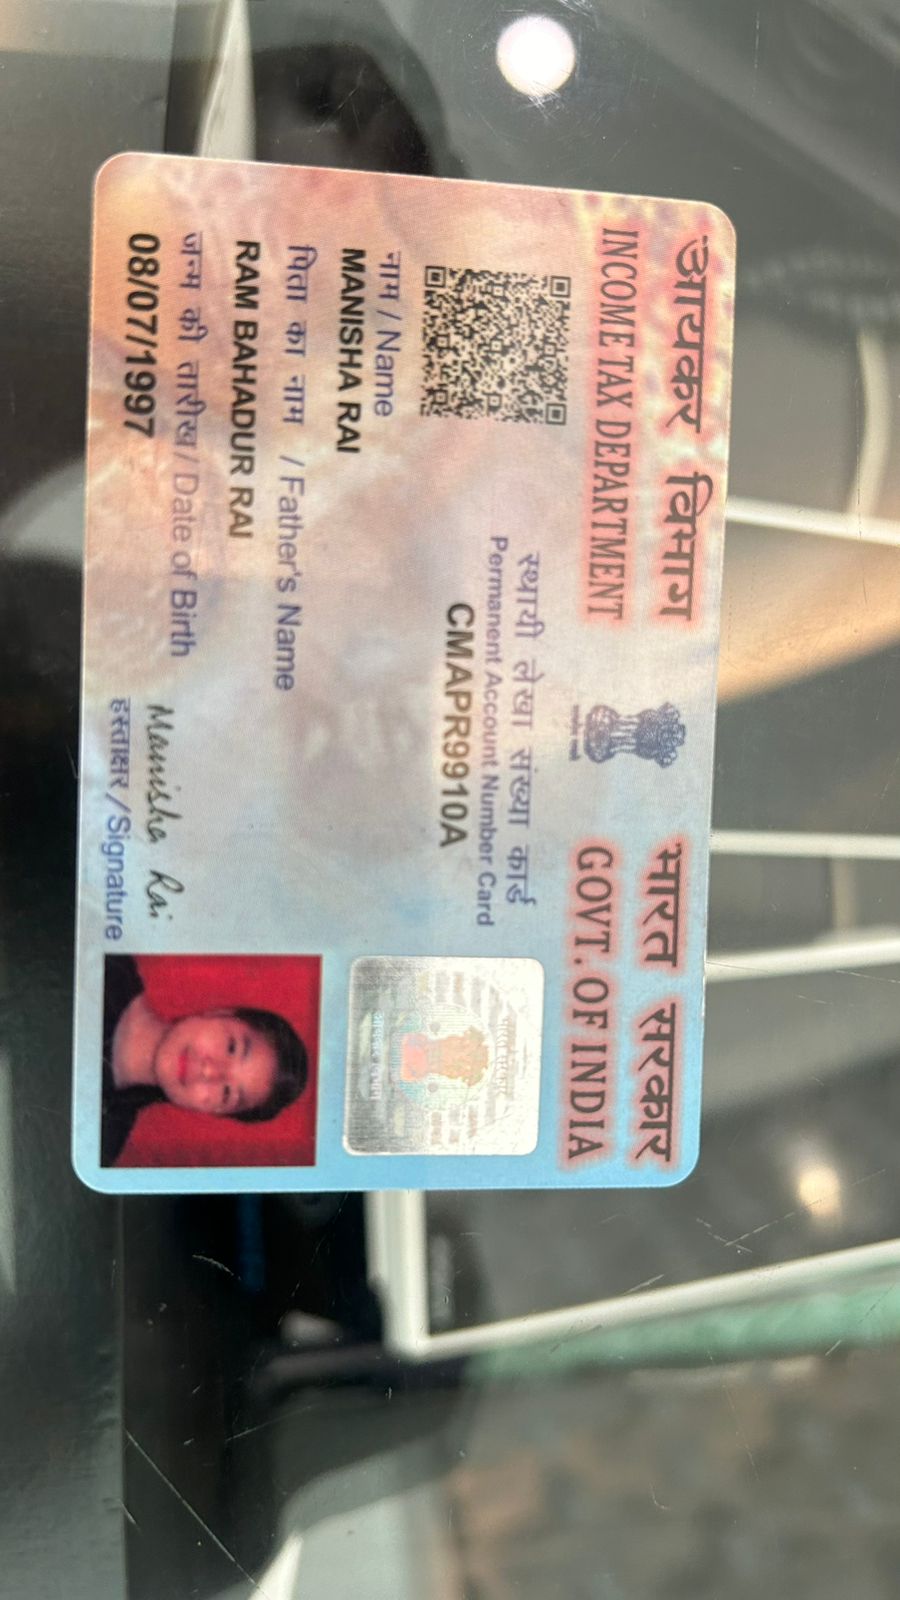 आयकर विभाग
INCOME TAX DEPARTMENT
भारत सरकार
GOVT. OF INDIA
स्थायी लेखा संख्या कार्ड
Permanent Account Number Card
CMAPR9910A
नाम / Name
MANISHA RAI
पिता का नाम / Father's Name
RAM BAHADUR RAI
जन्म की तारीख / Date of Birth
08/07/1997
Manisha Rai
हस्ताक्षर / Signature